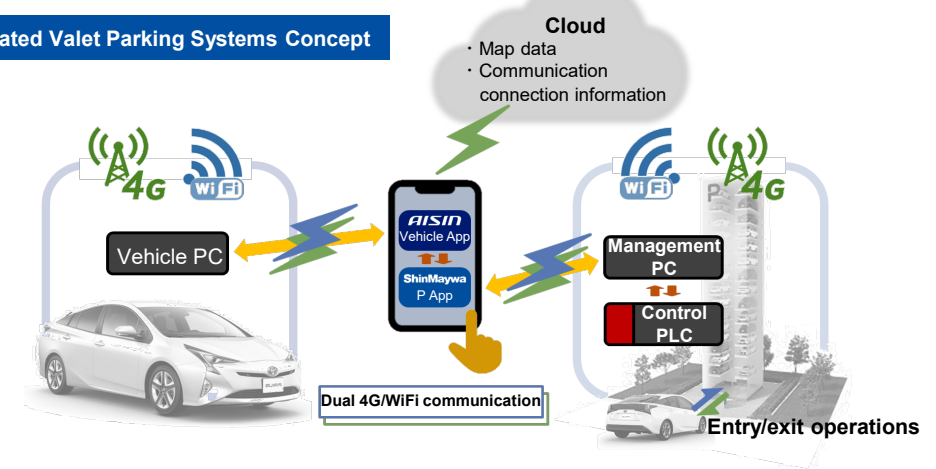 ated Valet Parking Systems Concept
Cloud
・Map data
・Communication
connection information
4G
WiFi
WiFi
4G
P
AISIN
Vehicle App
Vehicle PC
Management
PC
ShinMaywa
P App
Control
PLC
Dual 4G/WiFi communication
Entry/exit operations